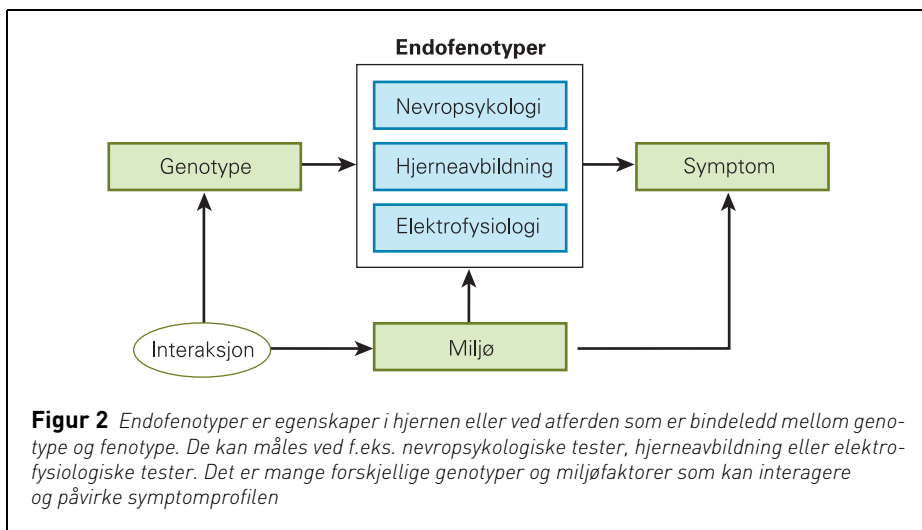 Endofenotyper
Nevropsykologi
Genotype
Hjerneavbildning
Symptom
Elektrofysiologi
Interaksjon
Miljø
Figur 2 Endofenotyper er egenskaper i hjernen eller ved atferden som er bindeledd mellom geno-
type og fenotype. De kan måles ved f.eks. nevropsykologiske tester, hjerneavbildning eller elektro-
fysiologiske tester. Det er mange forskjellige genotyper og miljøfaktorer som kan interagere
og påvirke symptomprofilen